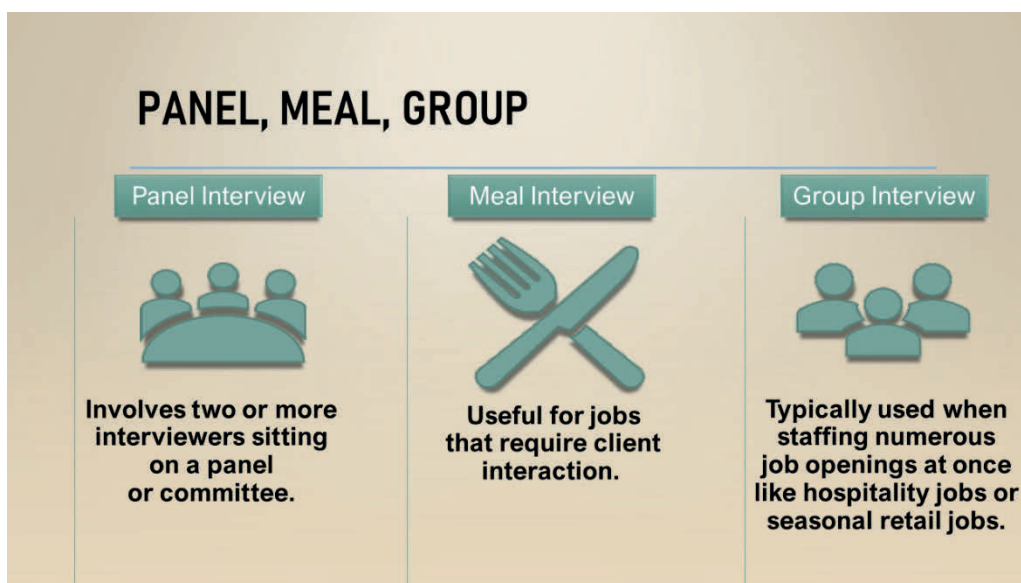 PANEL, MEAL, GROUP
Panel Interview
Involves two or more
interviewers sitting
on a panel
or committee.
Meal Interview
Useful for jobs
that require client
interaction.
Group Interview
Typically used when
staffing numerous
job openings at once
like hospitality jobs or
seasonal retail jobs.